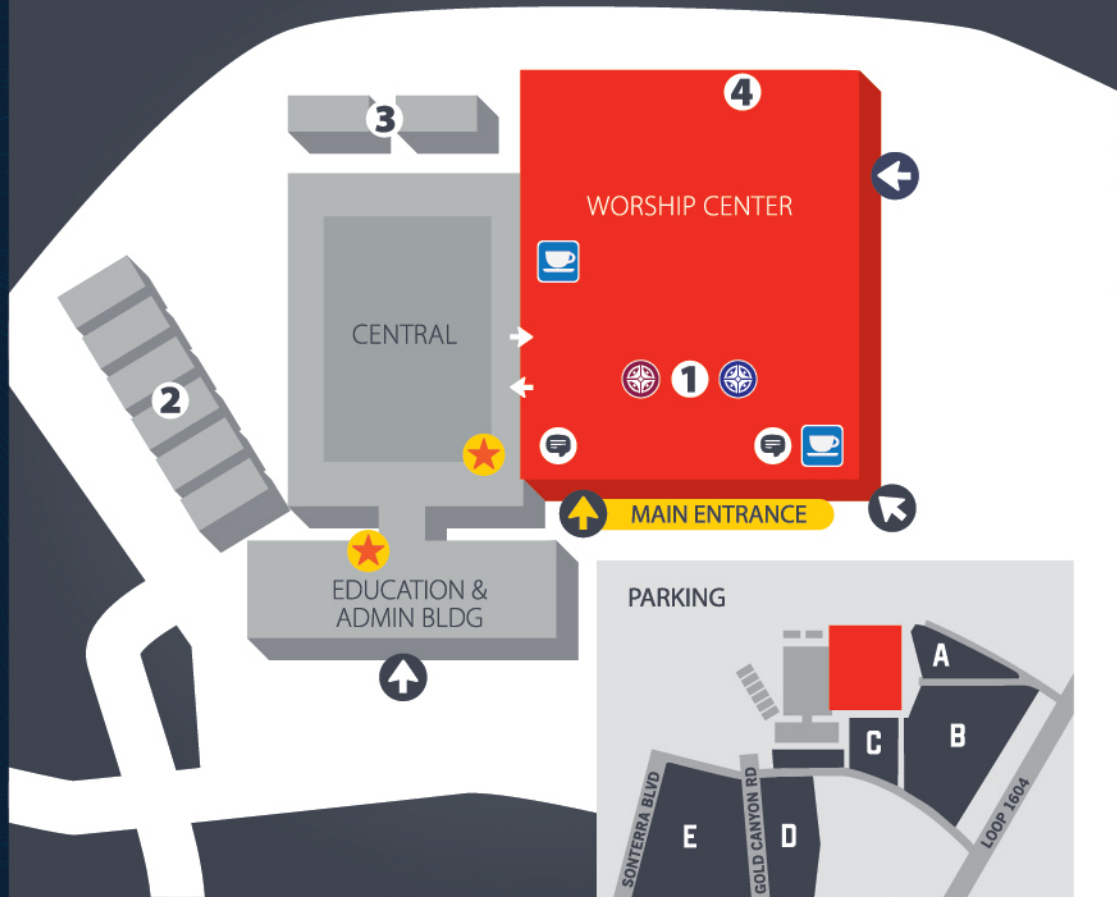 4
3
WORSHIP CENTER
CENTRAL
1
2
MAIN ENTRANCE
EDUCATION &
ADMIN BLDG
PARKING
A
B
C
D
E
SONTERRA BLVD
GOLD CANYON RD
LOOP 1604